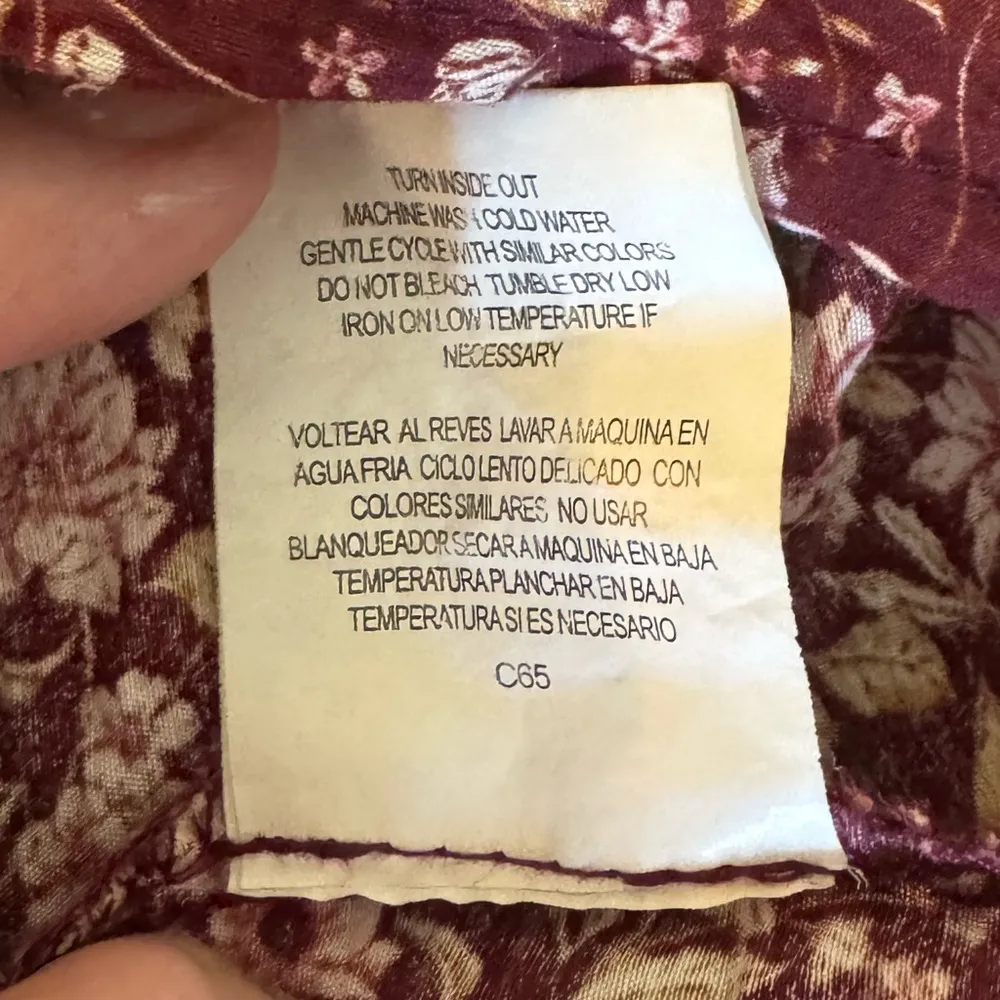 TURN INSIDE OUT
MACHINE WASH COLD WATER
GENTLE CYCLE WITH SIMILAR COLORS
DO NOT BLEACH TUMBLE DRY LOW
IRON ON LOW TEMPERATURE IF
NECESSARY
VOLTEAR AL REVES LAVAR A MAQUINA EN
AGUA FRIA CICLO LENTO DELICADO CON
COLORES SIMILARES NO USAR
BLANQUEADOR SECAR A MAQUINA EN BAJA
TEMPERATURA PLANCHAR EN BAJA
TEMPERATURA SI ES NECESARIO
C65